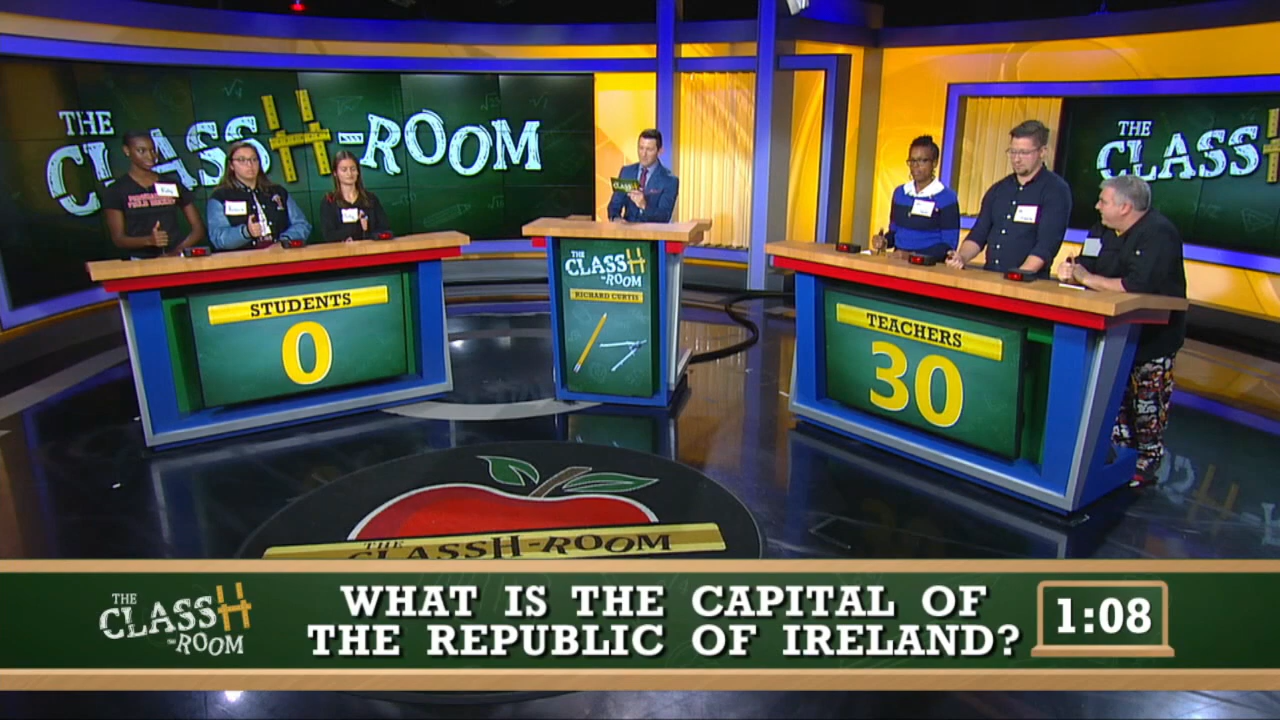 THE
CLASSH-ROOM
THE
CLASSH
STUDENTS
0
THE
CLASSH
-ROOM
RICHARD CURTIS
TEACHERS
30
THE
CLASSH-ROOM
THE
CLASSH
-ROOM
WHAT IS THE CAPITAL OF
THE REPUBLIC OF IRELAND?
1:08